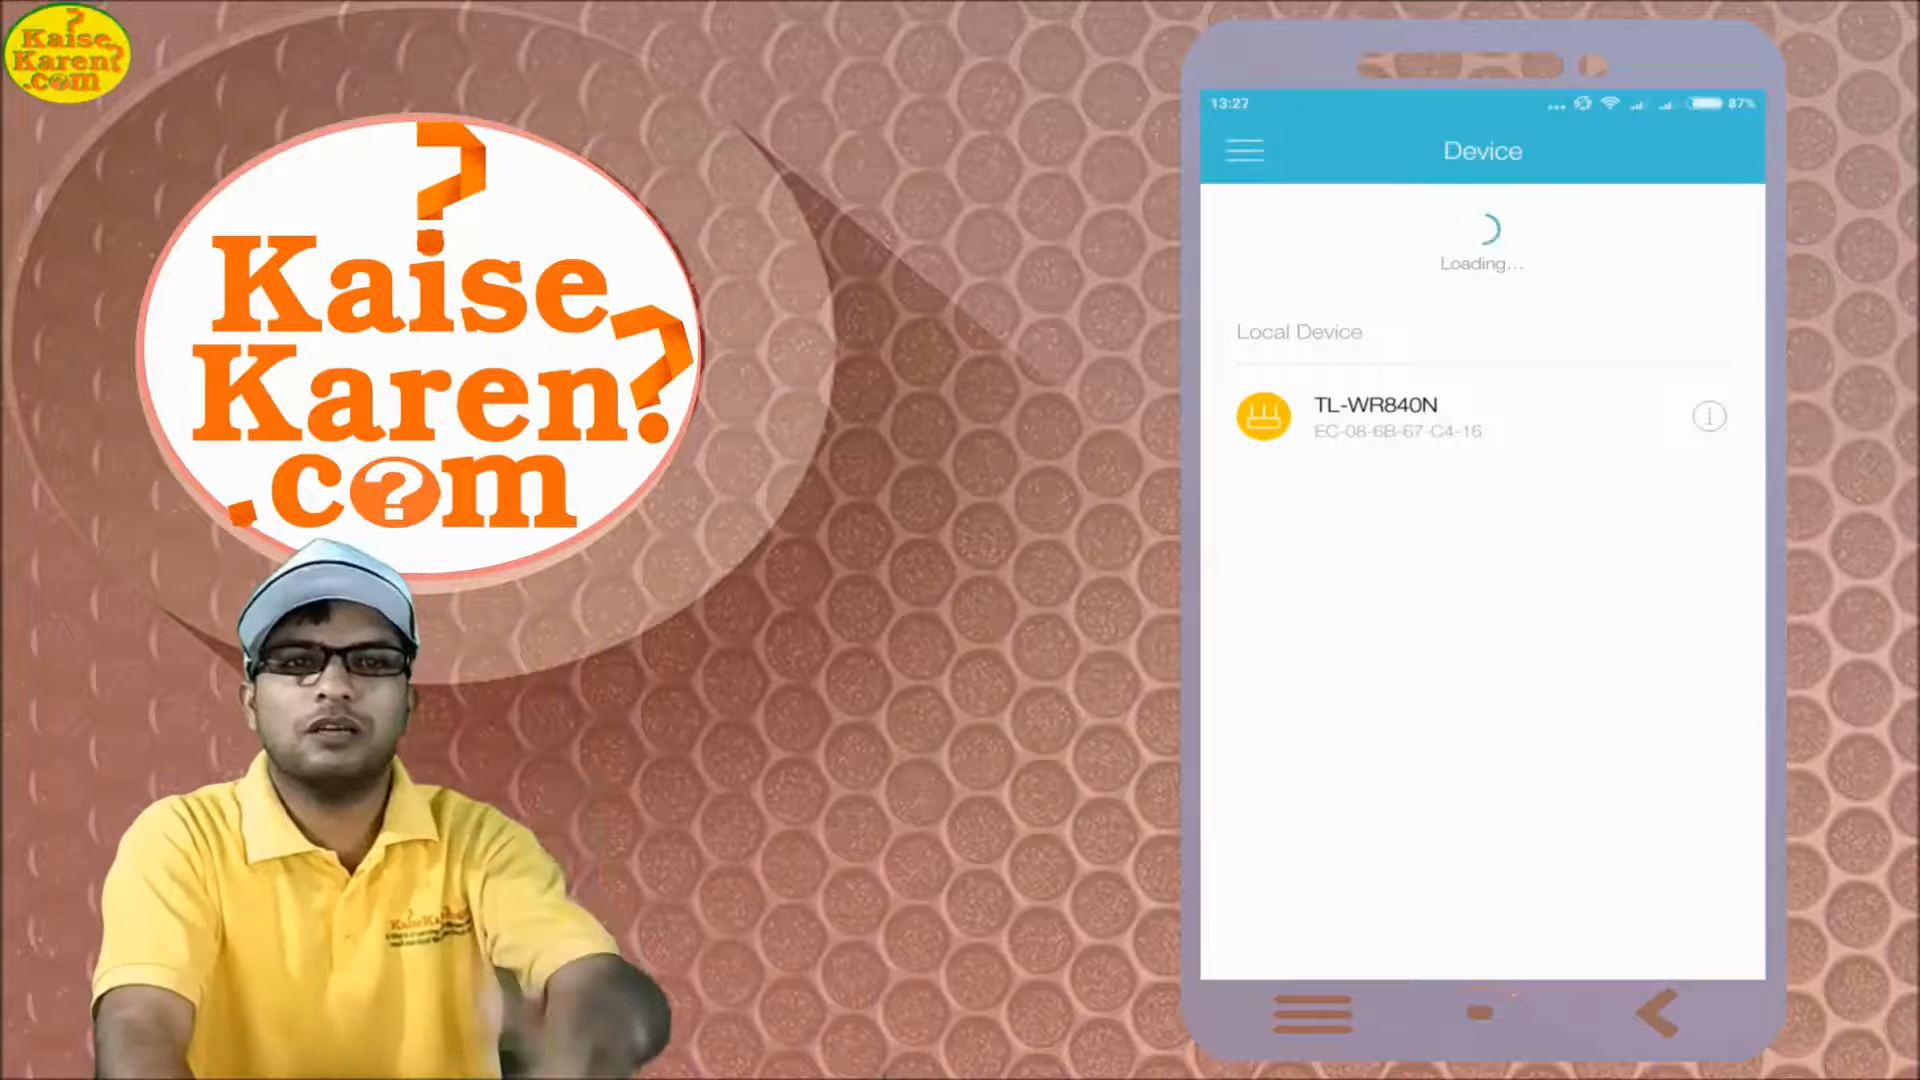 ?
Kaise
Karen?
.com
?
Kaise
Karen?
.c?m
13:27
87%
Device
Loading...
Local Device
TL-WR840N
EC-08-6B-67-C4-16